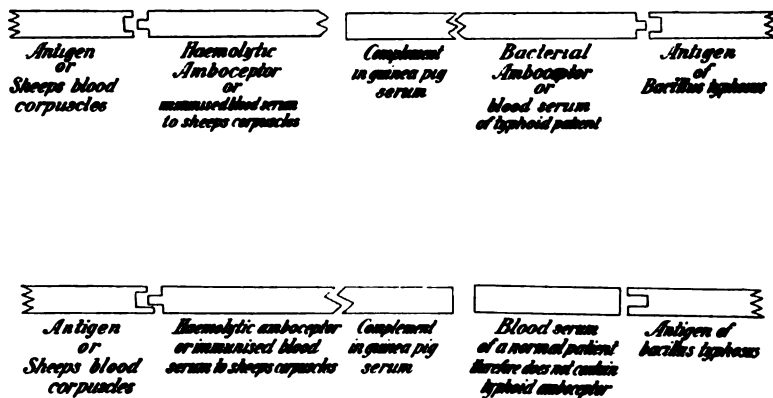 Antigen
or
Sheeps blood
corpuscles
Haemolytic
Amboceptor
or
immunised blood serum
to sheeps corpuscles
Complement
in guinea pig
serum
Bacterial
Amboceptor
or
blood serum
of typhoid patient
Antigen
of
Bacillus typhosus
Antigen
or
Sheeps blood
corpuscles
Haemolytic amboceptor
or immunised blood
serum to sheeps corpuscles
Complement
in guinea pig
serum
Blood serum
of a normal patient
therefore does not contain
typhoid amboceptor
Antigen of
bacillus typhosus